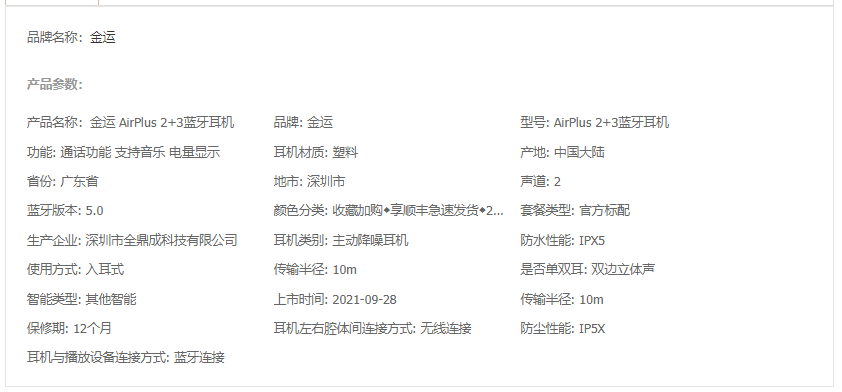 品牌名称：金运
产品参数：
产品名称：金运 AirPlus 2+3蓝牙耳机 品牌: 金运 型号: AirPlus 2+3蓝牙耳机
功能: 通话功能 支持音乐 电量显示 耳机材质: 塑料 产地: 中国大陆
省份: 广东省 地市: 深圳市 声道: 2
蓝牙版本: 5.0 颜色分类: 收藏加购◆享顺丰急速发货◆2... 套餐类型: 官方标配
生产企业: 深圳市全鼎成科技有限公司 耳机类别: 主动降噪耳机 防水性能: IPX5
使用方式: 入耳式 传输半径: 10m 是否单双耳: 双边立体声
智能类型: 其他智能 上市时间: 2021-09-28 传输半径: 10m
保修期: 12个月 耳机左右腔体间连接方式: 无线连接 防尘性能: IP5X
耳机与播放设备连接方式: 蓝牙连接